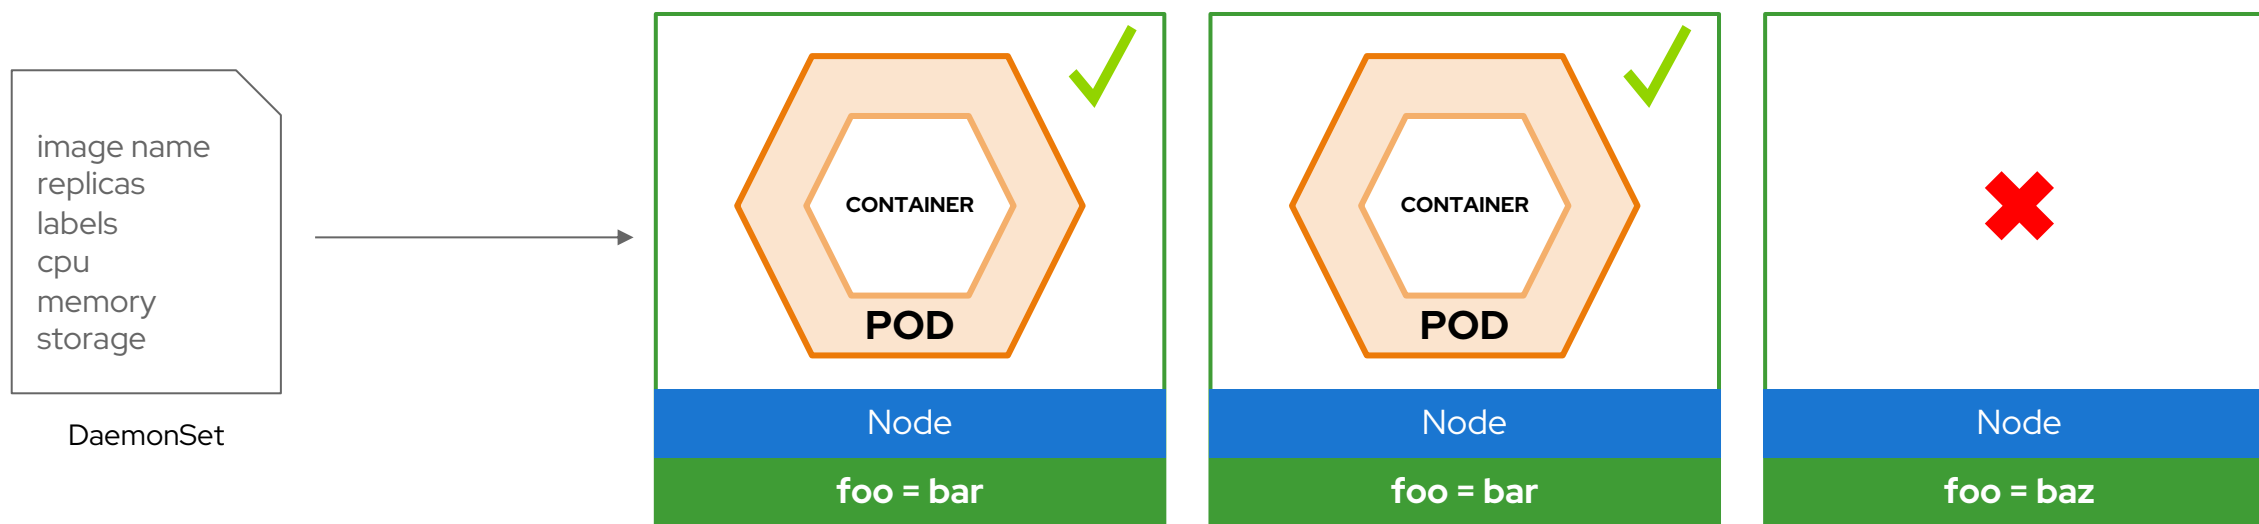 image name
replicas
labels
cpu
memory
storage
DaemonSet
CONTAINER
POD
Node
foo = bar
CONTAINER
POD
Node
foo = bar
Node
foo = baz